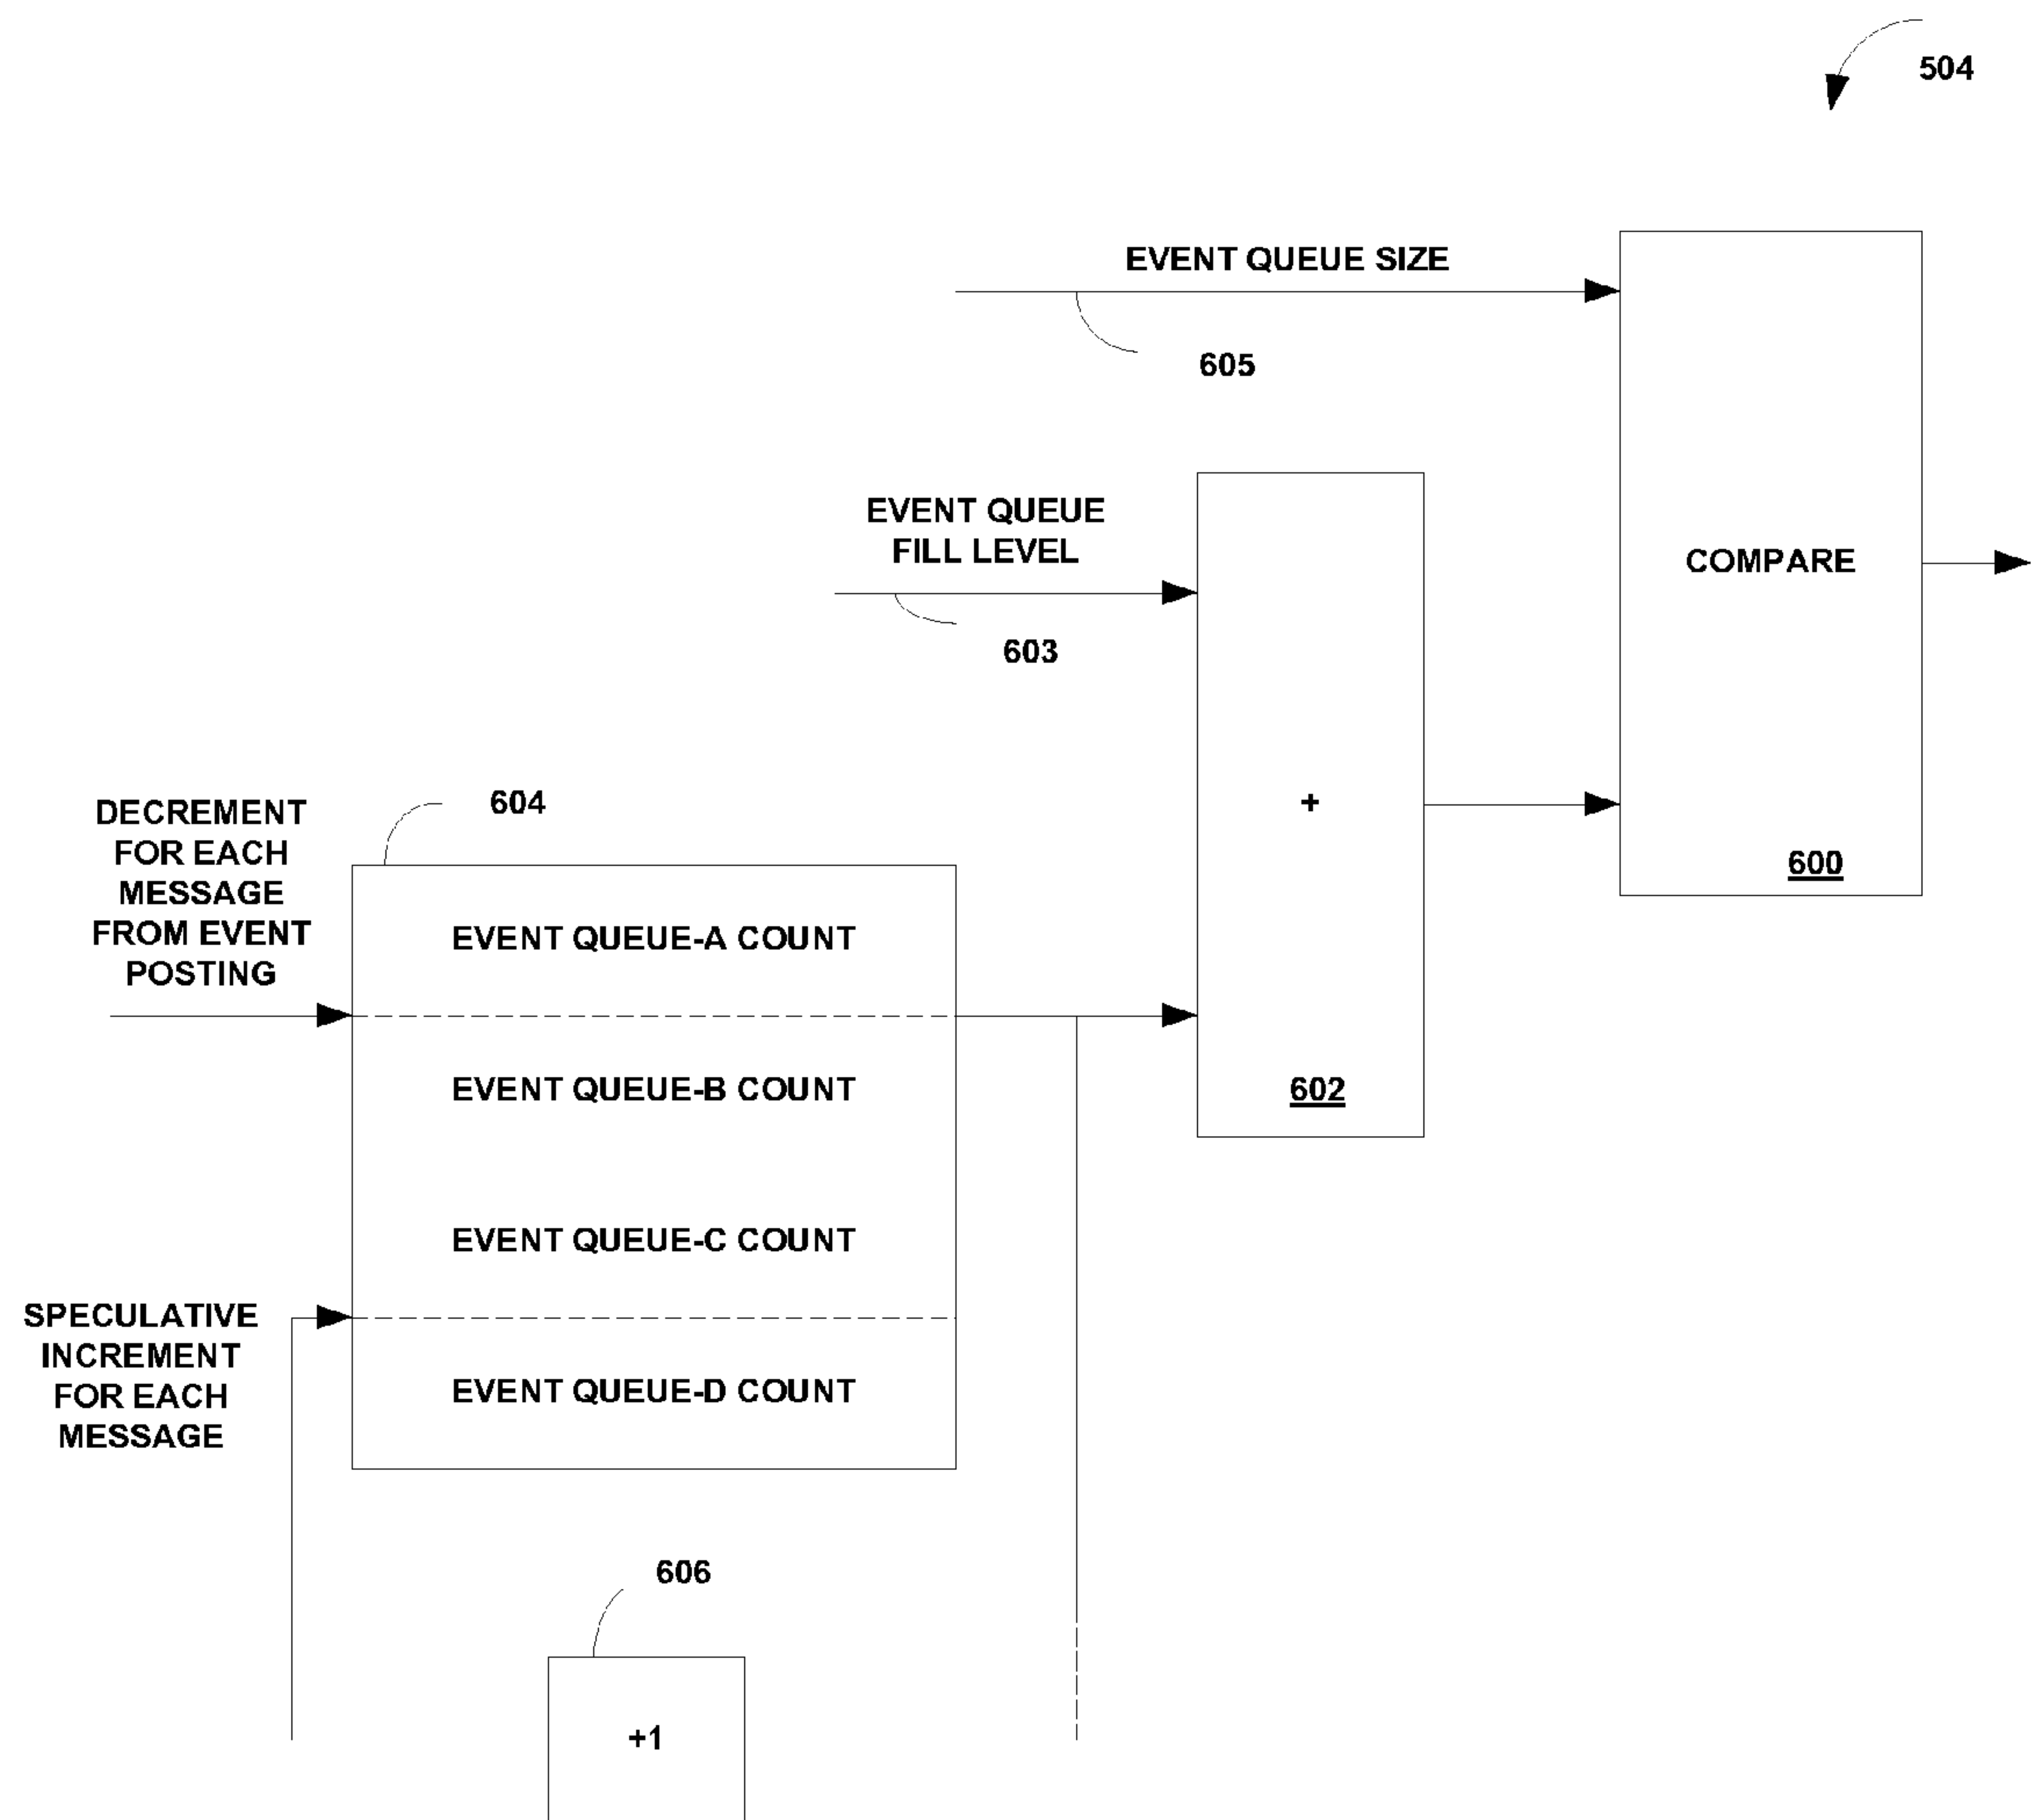 504
EVENT QUEUE SIZE
605
EVENT QUEUE
FILL LEVEL
603
COMPARE
600
+
602
604
DECREMENT
FOR EACH
MESSAGE
FROM EVENT
POSTING
EVENT QUEUE-A COUNT
EVENT QUEUE-B COUNT
EVENT QUEUE-C COUNT
EVENT QUEUE-D COUNT
SPECULATIVE
INCREMENT
FOR EACH
MESSAGE
606
+1